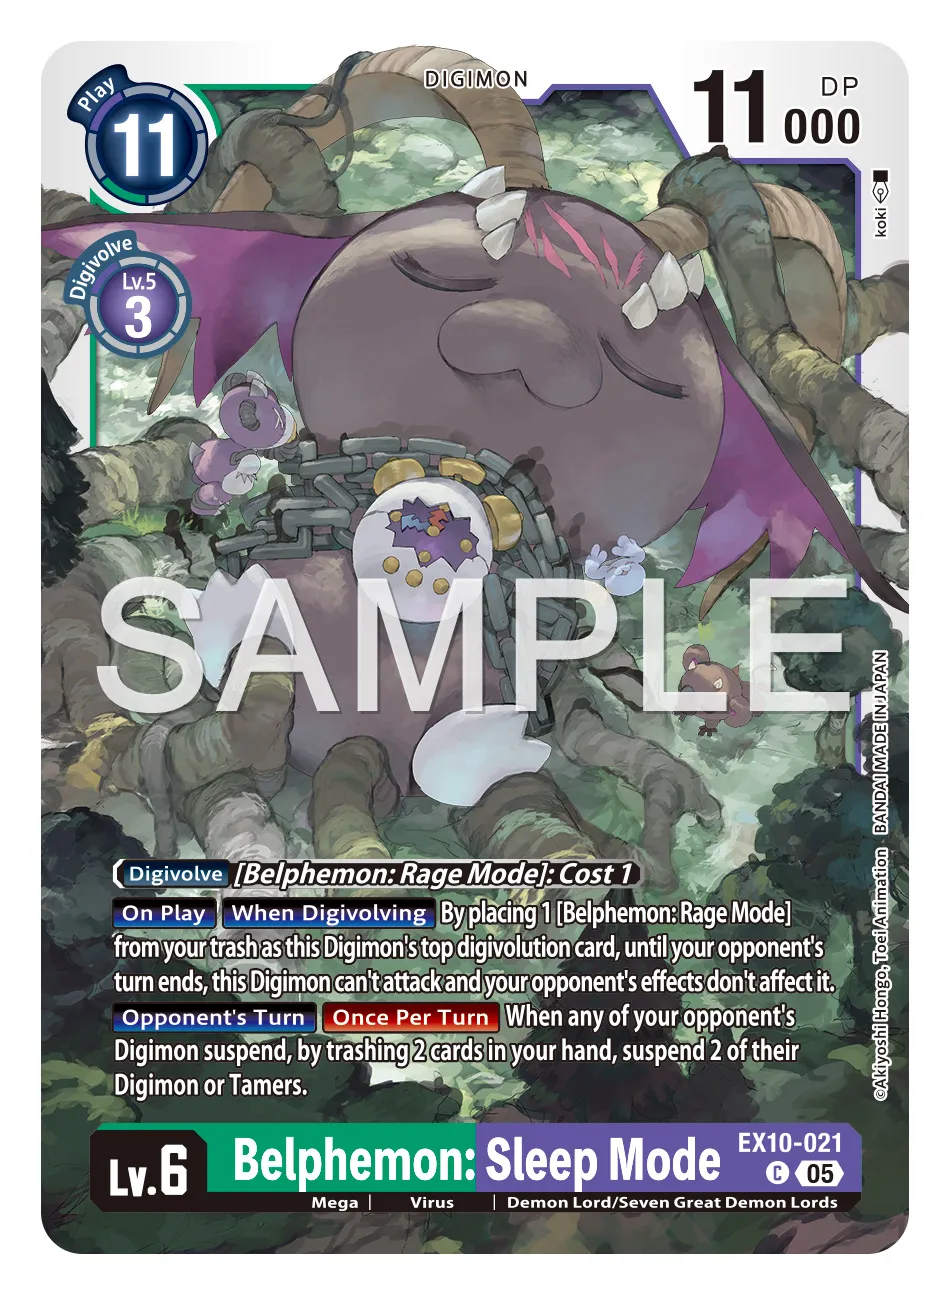 DIGIMON
Play
11
11000
DP
koki
Digivolve
Lv.5
3
SAMPLE
Digivolve [Belphemon: Rage Mode]: Cost 1
On Play When Digivolving By placing 1 [Belphemon: Rage Mode]
from your trash as this Digimon's top digivolution card, until your opponent's
turn ends, this Digimon can't attack and your opponent's effects don't affect it.
Opponent's Turn Once Per Turn When any of your opponent's
Digimon suspend, by trashing 2 cards in your hand, suspend 2 of their
Digimon or Tamers.
©Akiyoshi Hongo, Toei Animation BANDAI MADE IN JAPAN
Lv.6
Belphemon: Sleep Mode
EX10-021
C 05
Mega | Virus | Demon Lord/Seven Great Demon Lords